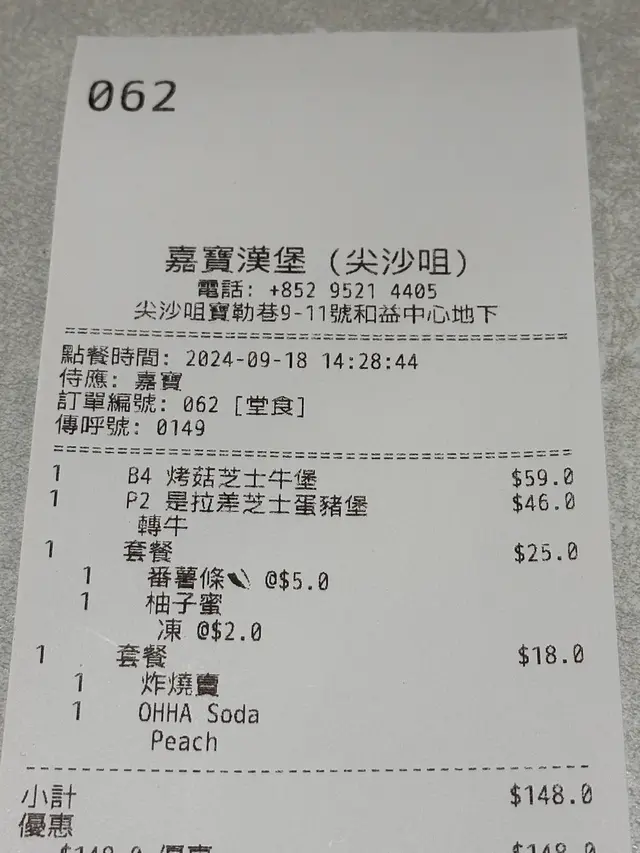 062
嘉寶漢堡 (尖沙咀)
電話: +852 9521 4405
尖沙咀寶勒巷9-11號和益中心地下
點餐時間: 2024-09-18 14:28:44
侍應: 嘉寶
訂單編號: 062 [堂食]
傳呼號: 0149
1 B4 烤菇芝士牛堡 $59.0
1 P2 是拉差芝士蛋豬堡 $46.0
轉牛
1 套餐 $25.0
1 番薯條 @$5.0
1 柚子蜜
凍 @$2.0
1 套餐 $18.0
1 炸燒賣
1 OHHA Soda
Peach
小計 $148.0
優惠
$148.0 優惠 $148.0